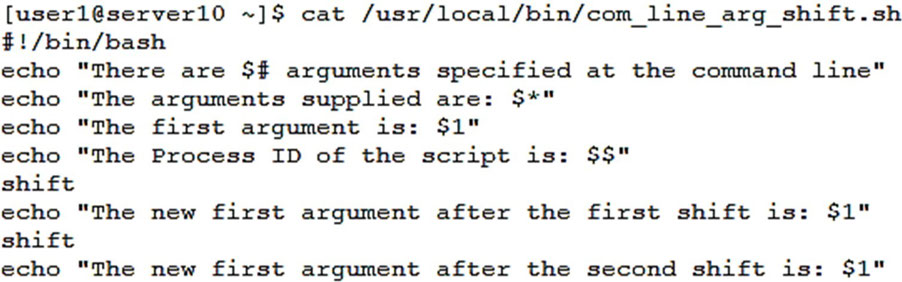 [user1@server10 ~]$ cat /usr/local/bin/com_line_arg_shift.sh
#!/bin/bash
echo "There are $# arguments specified at the command line"
echo "The arguments supplied are: $*"
echo "The first argument is: $1"
echo "The Process ID of the script is: $$"
shift
echo "The new first argument after the first shift is: $1"
shift
echo "The new first argument after the second shift is: $1"